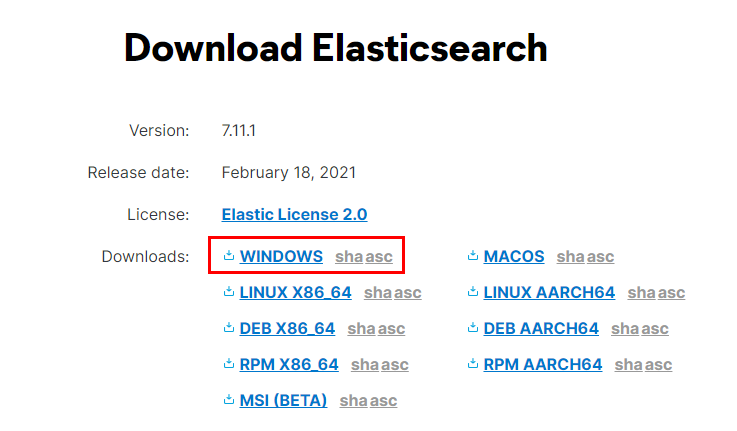 Download Elasticsearch
Version: 7.11.1
Release date: February 18, 2021
License: Elastic License 2.0
Downloads: WINDOWS sha asc MACOS sha asc
LINUX X86_64 sha asc LINUX AARCH64 sha asc
DEB X86_64 sha asc DEB AARCH64 sha asc
RPM X86_64 sha asc RPM AARCH64 sha asc
MSI (BETA) sha asc